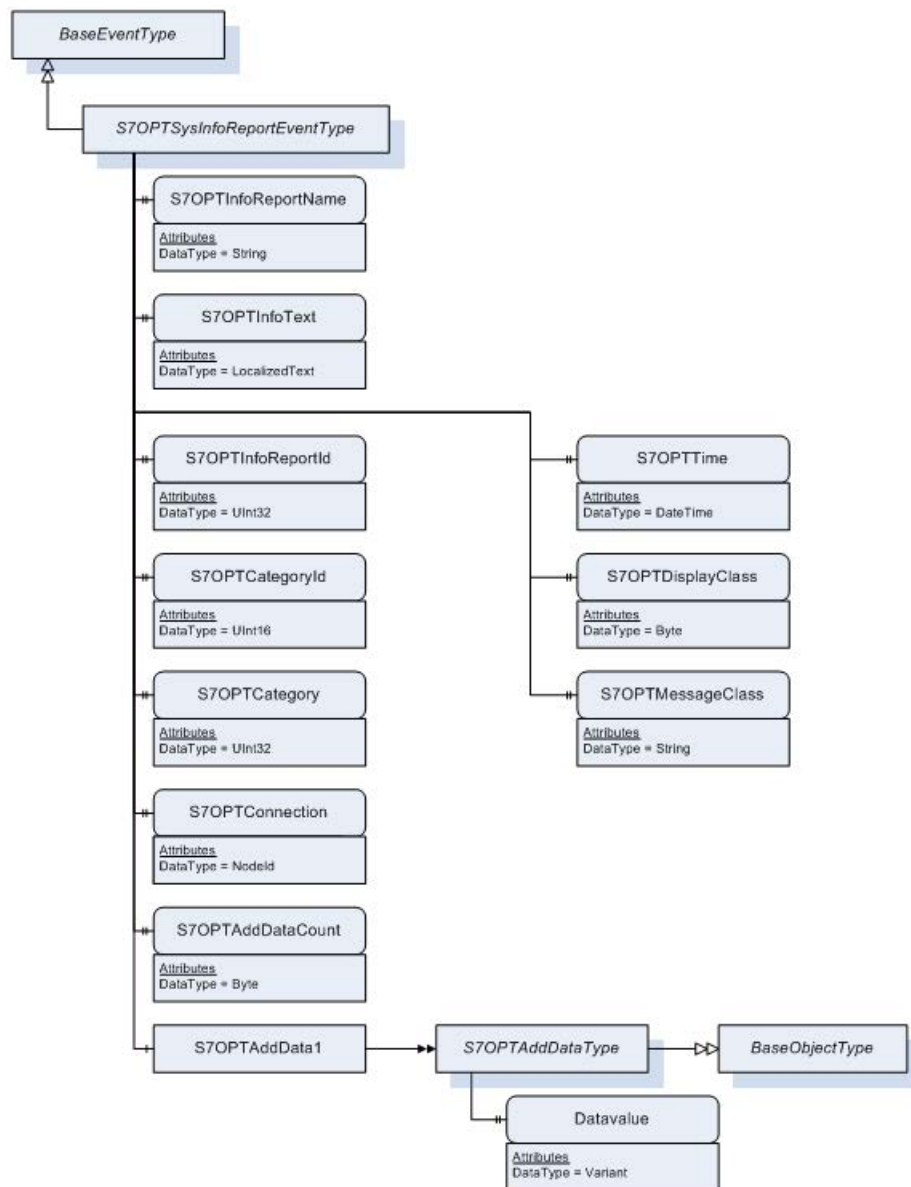 BaseEventType
S7OPTSysInfoReportEventType
S7OPTInfoReportName
Attributes
DataType = String
S7OPTInfoText
Attributes
DataType = LocalizedText
S7OPTInfoReportId
Attributes
DataType = UInt32
S7OPTTime
Attributes
DataType = DateTime
S7OPTCategoryId
Attributes
DataType = UInt16
S7OPTDisplayClass
Attributes
DataType = Byte
S7OPTCategory
Attributes
DataType = UInt32
S7OPTMessageClass
Attributes
DataType = String
S7OPTConnection
Attributes
DataType = NodeId
S7OPTAddDataCount
Attributes
DataType = Byte
S7OPTAddData1
S7OPTAddDataType
BaseObjectType
Datavalue
Attributes
DataType = Variant